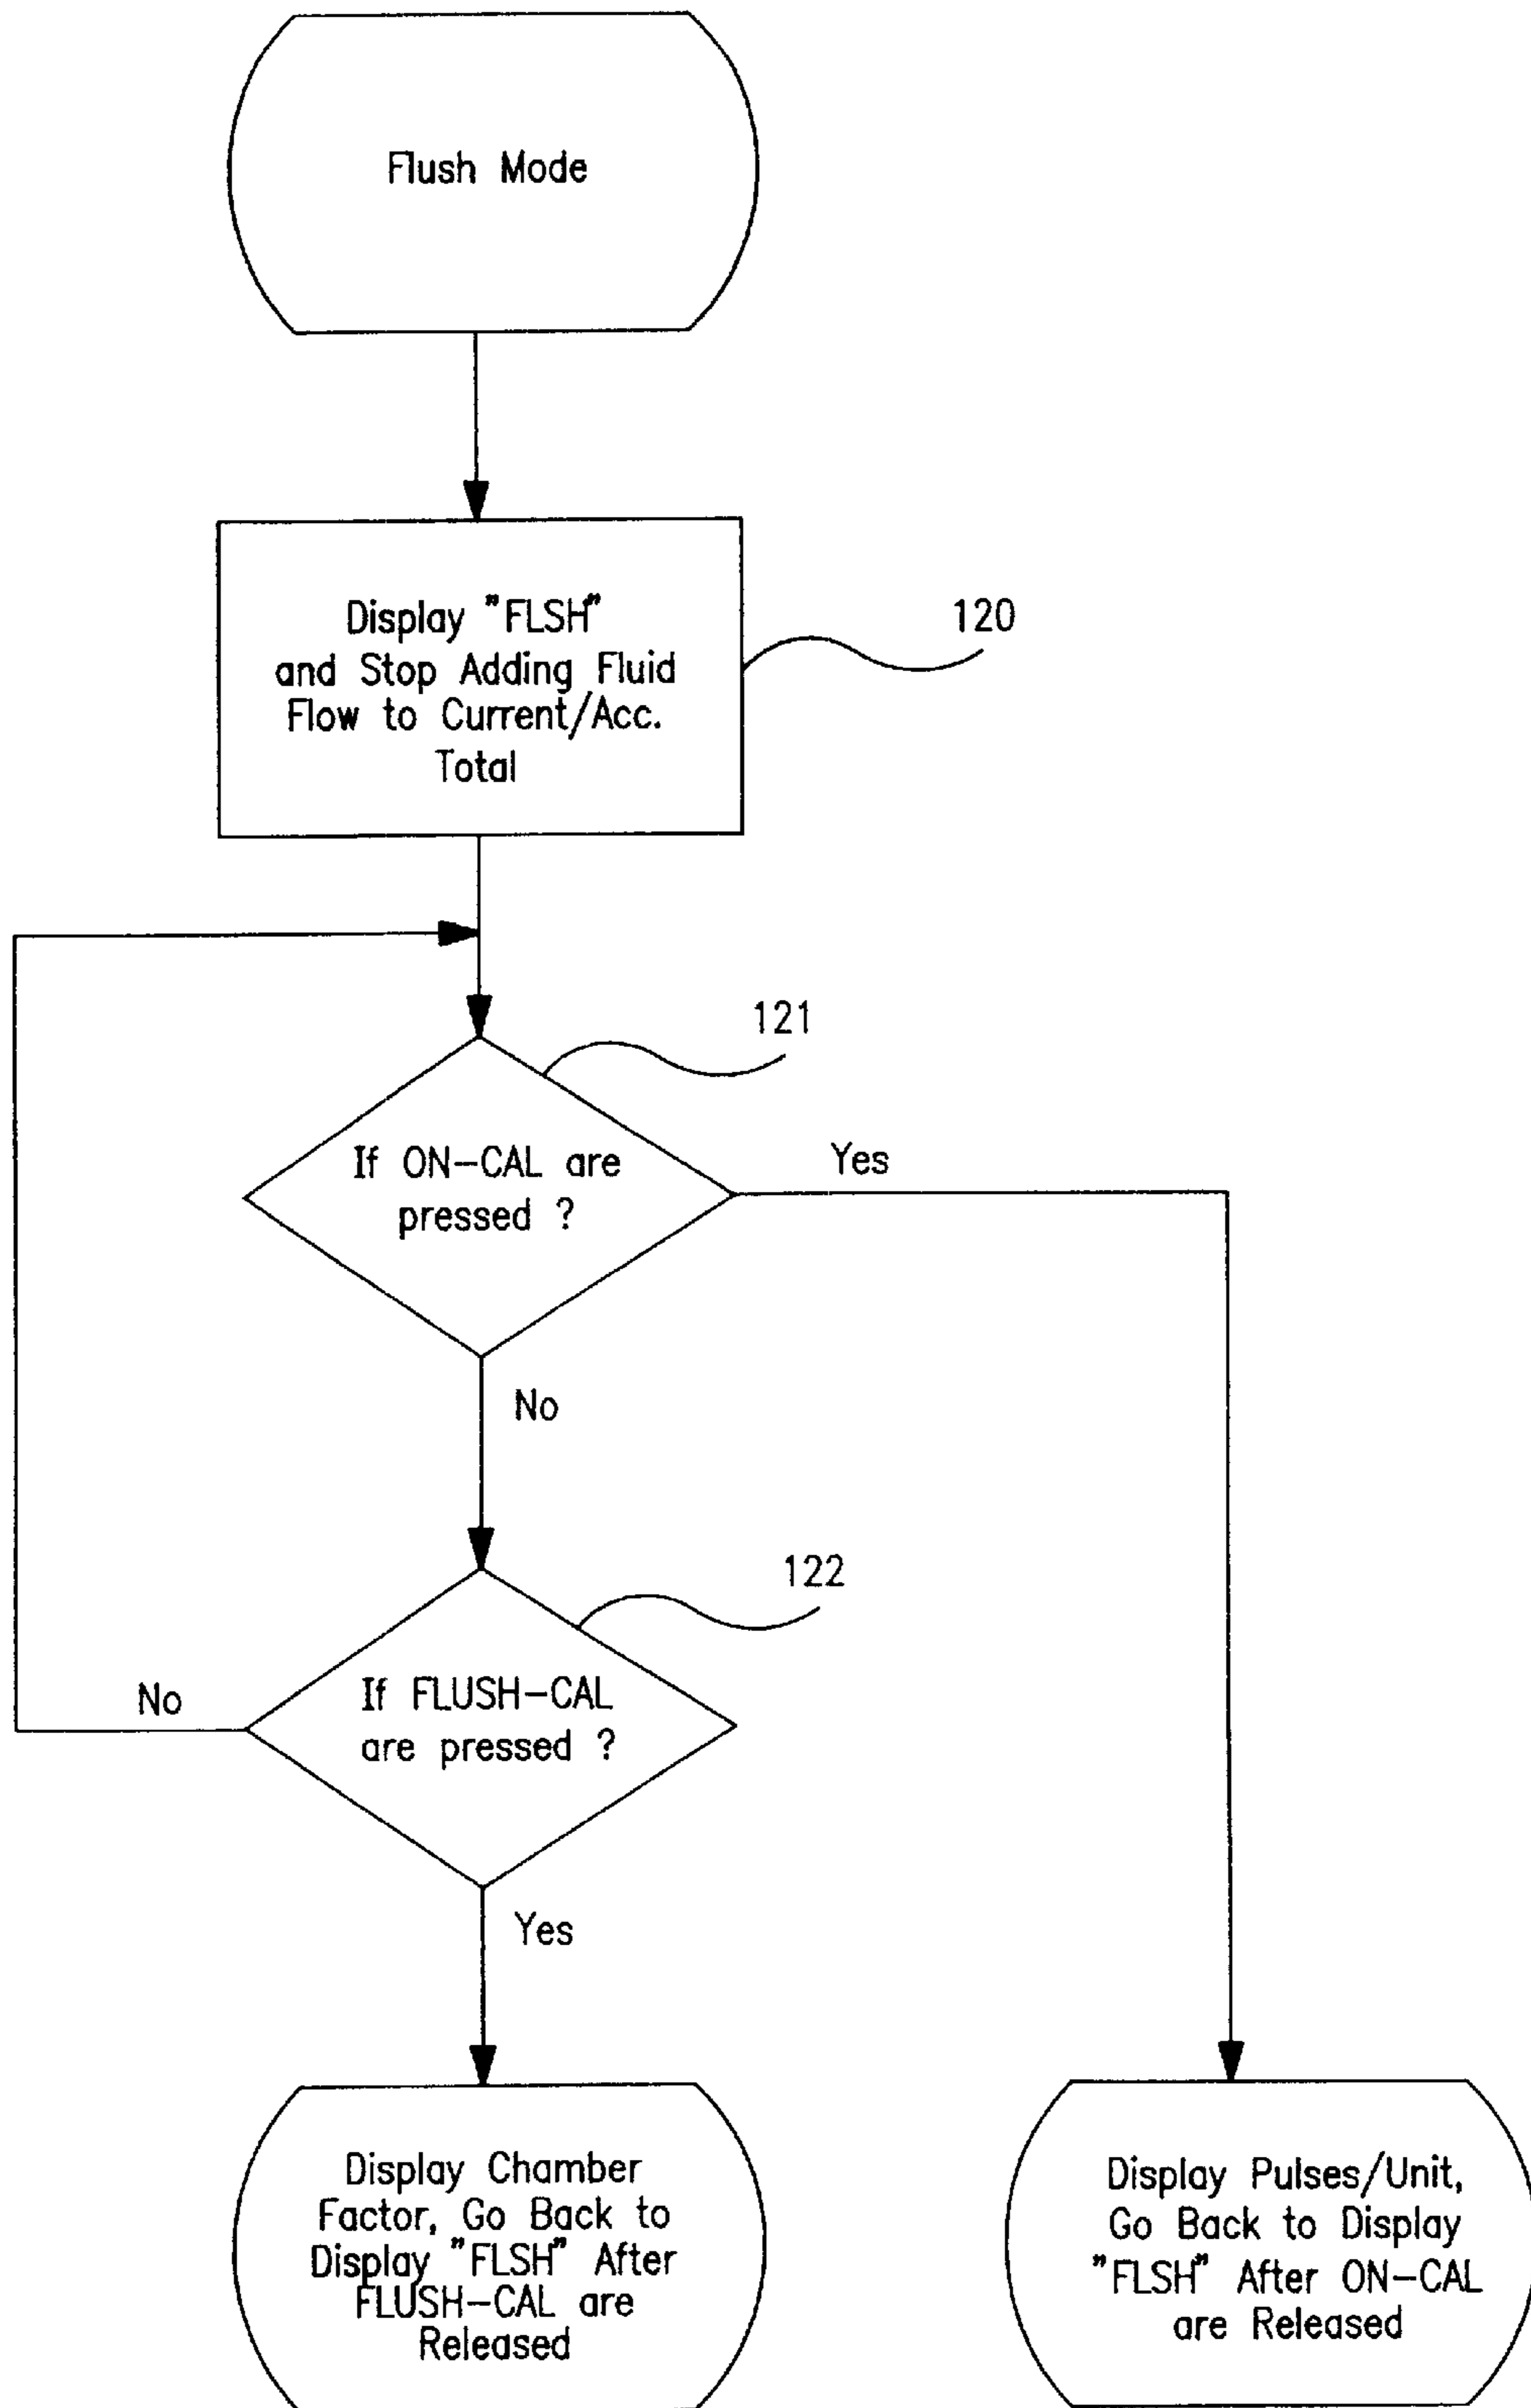 Flush Mode
Display "FLSH"
and Stop Adding Fluid
Flow to Current/Acc.
Total
120
121
If ON-CAL are
pressed ?
Yes
No
122
If FLUSH-CAL
are pressed ?
No
Yes
Display Chamber
Factor, Go Back to
Display "FLSH" After
FLUSH-CAL are
Released
Display Pulses/Unit,
Go Back to Display
"FLSH" After ON-CAL
are Released